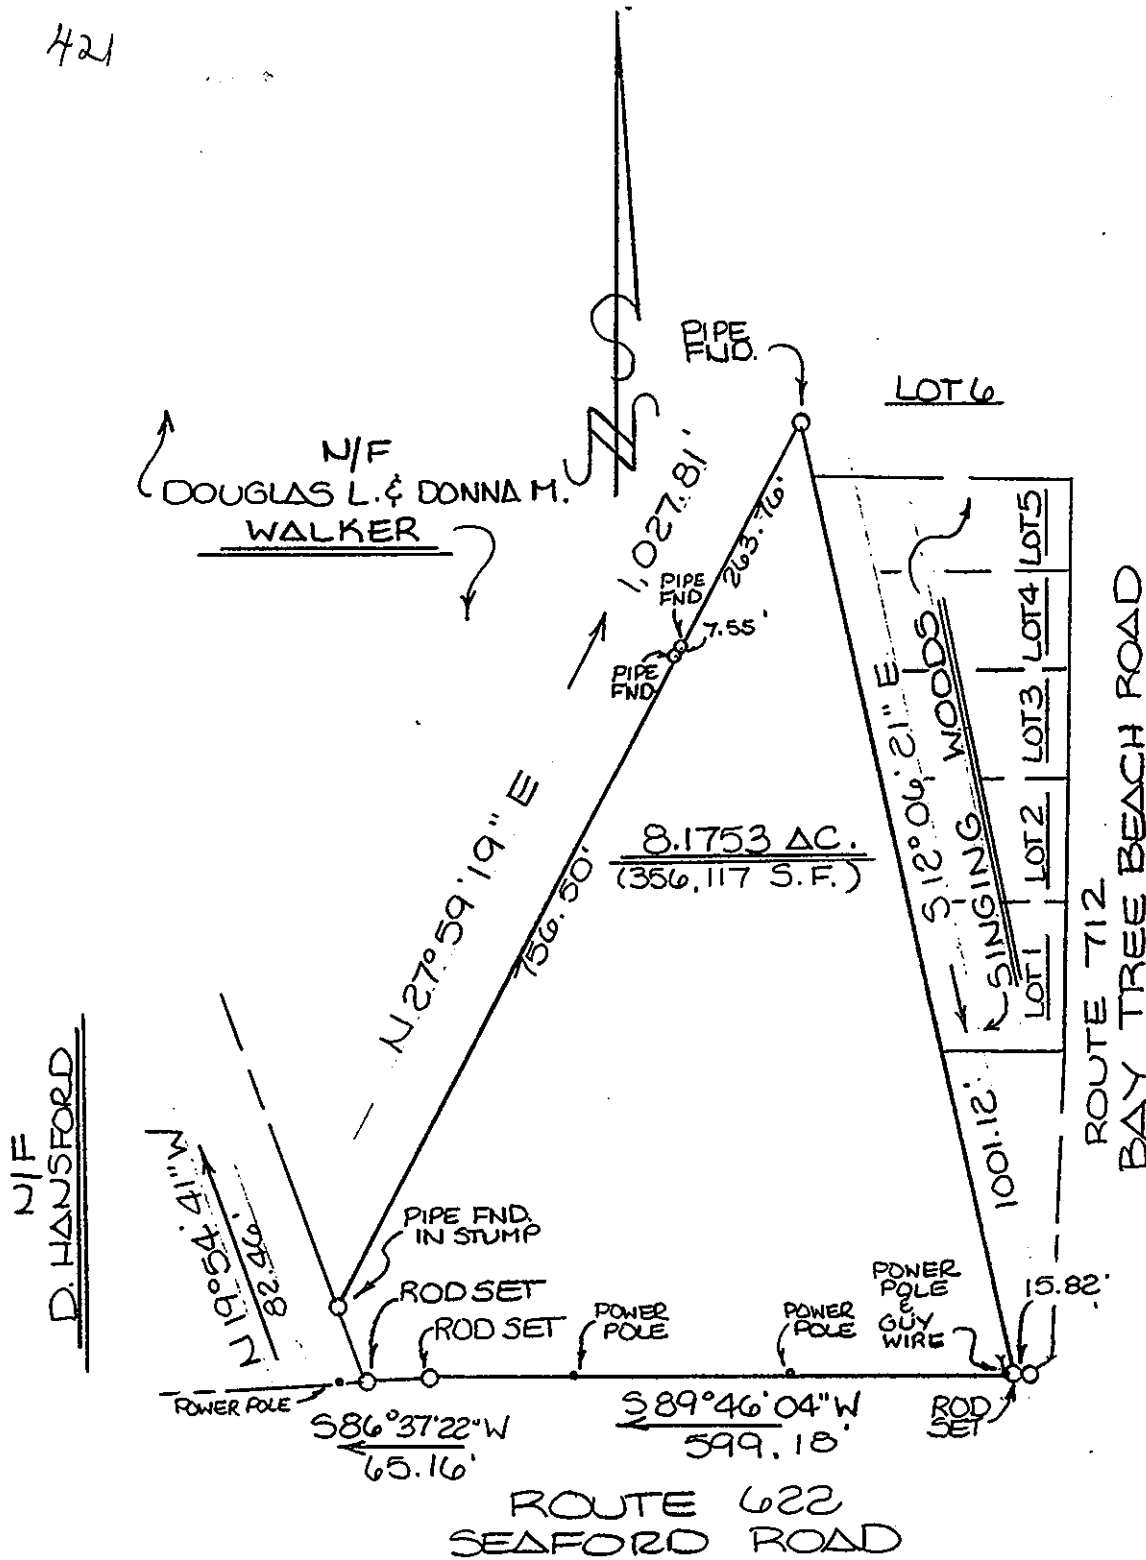 421
PIPE
FND.
LOT 6
N/F
DOUGLAS L. & DONNA M.
WALKER
N
1,027.81'
263.76'
PIPE
FND.
7.55'
PIPE
FND.
LOT 5
LOT 4
LOT 3
LOT 2
LOT 1
SINGING WOODS
S 12° 06' 21" E
1001.12'
ROUTE 712
BAY TREE BEACH ROAD
8.1753 AC.
(356,117 S.F.)
N 27° 59' 19" E
756.50'
N/F
D. HANSFORD
N 19° 54' 41" W
82.46'
PIPE FND.
IN STUMP
ROD SET
ROD SET
POWER
POLE
POWER
POLE
POWER
POLE
&
GUY
WIRE
15.82'
POWER POLE
ROD
SET
S 86° 37' 22" W
65.16'
S 89° 46' 04" W
599.18'
ROUTE 622
SEAFORD ROAD